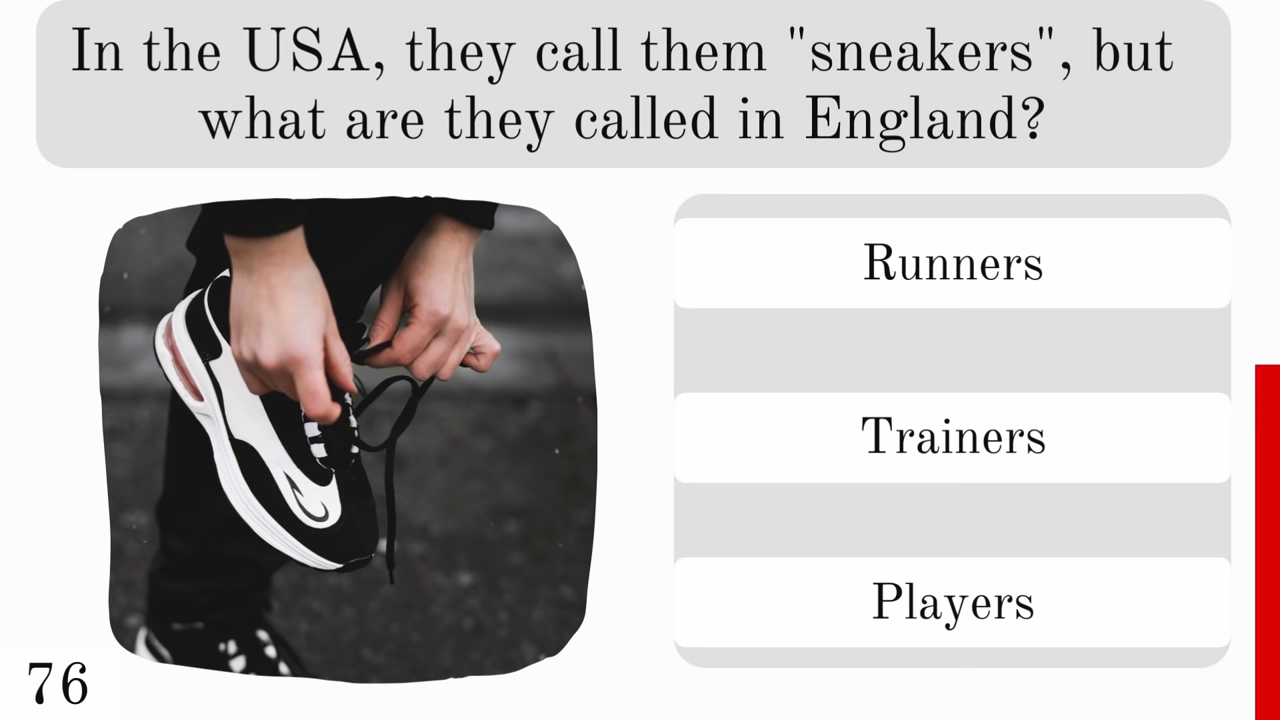 In the USA, they call them "sneakers", but
what are they called in England?
Runners
Trainers
Players
76